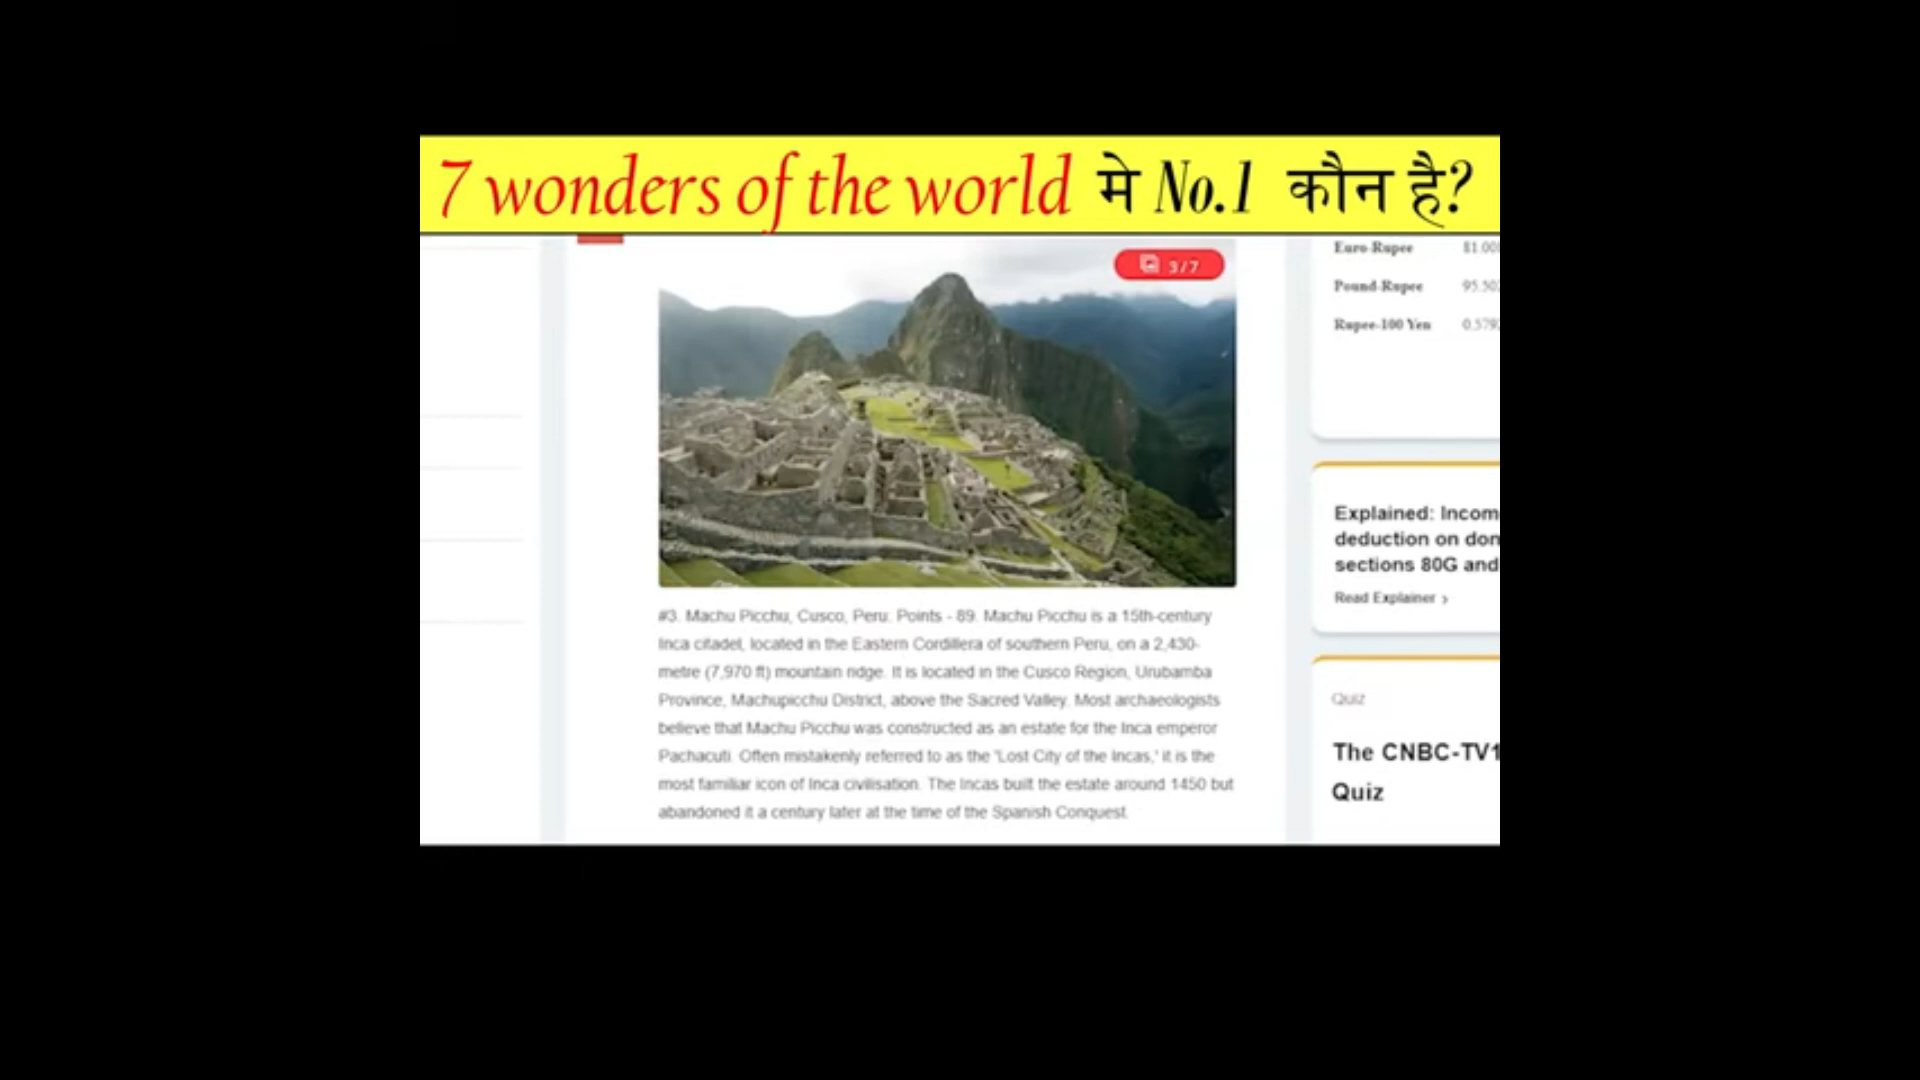 7 wonders of the world मे No.1 कौन है?
3/7
#3. Machu Picchu, Cusco, Peru: Points - 89. Machu Picchu is a 15th-century
Inca citadel, located in the Eastern Cordillera of southern Peru, on a 2,430-
metre (7,970 ft) mountain ridge. It is located in the Cusco Region, Urubamba
Province, Machupicchu District, above the Sacred Valley. Most archaeologists
believe that Machu Picchu was constructed as an estate for the Inca emperor
Pachacuti. Often mistakenly referred to as the 'Lost City of the Incas,' it is the
most familiar icon of Inca civilisation. The Incas built the estate around 1450 but
abandoned it a century later at the time of the Spanish Conquest.
Euro-Rupee
Pound-Rupee
Rupee-100 Yen
Explained: Incom
deduction on don
sections 80G and
Read Explainer >
Quiz
The CNBC-TV1
Quiz